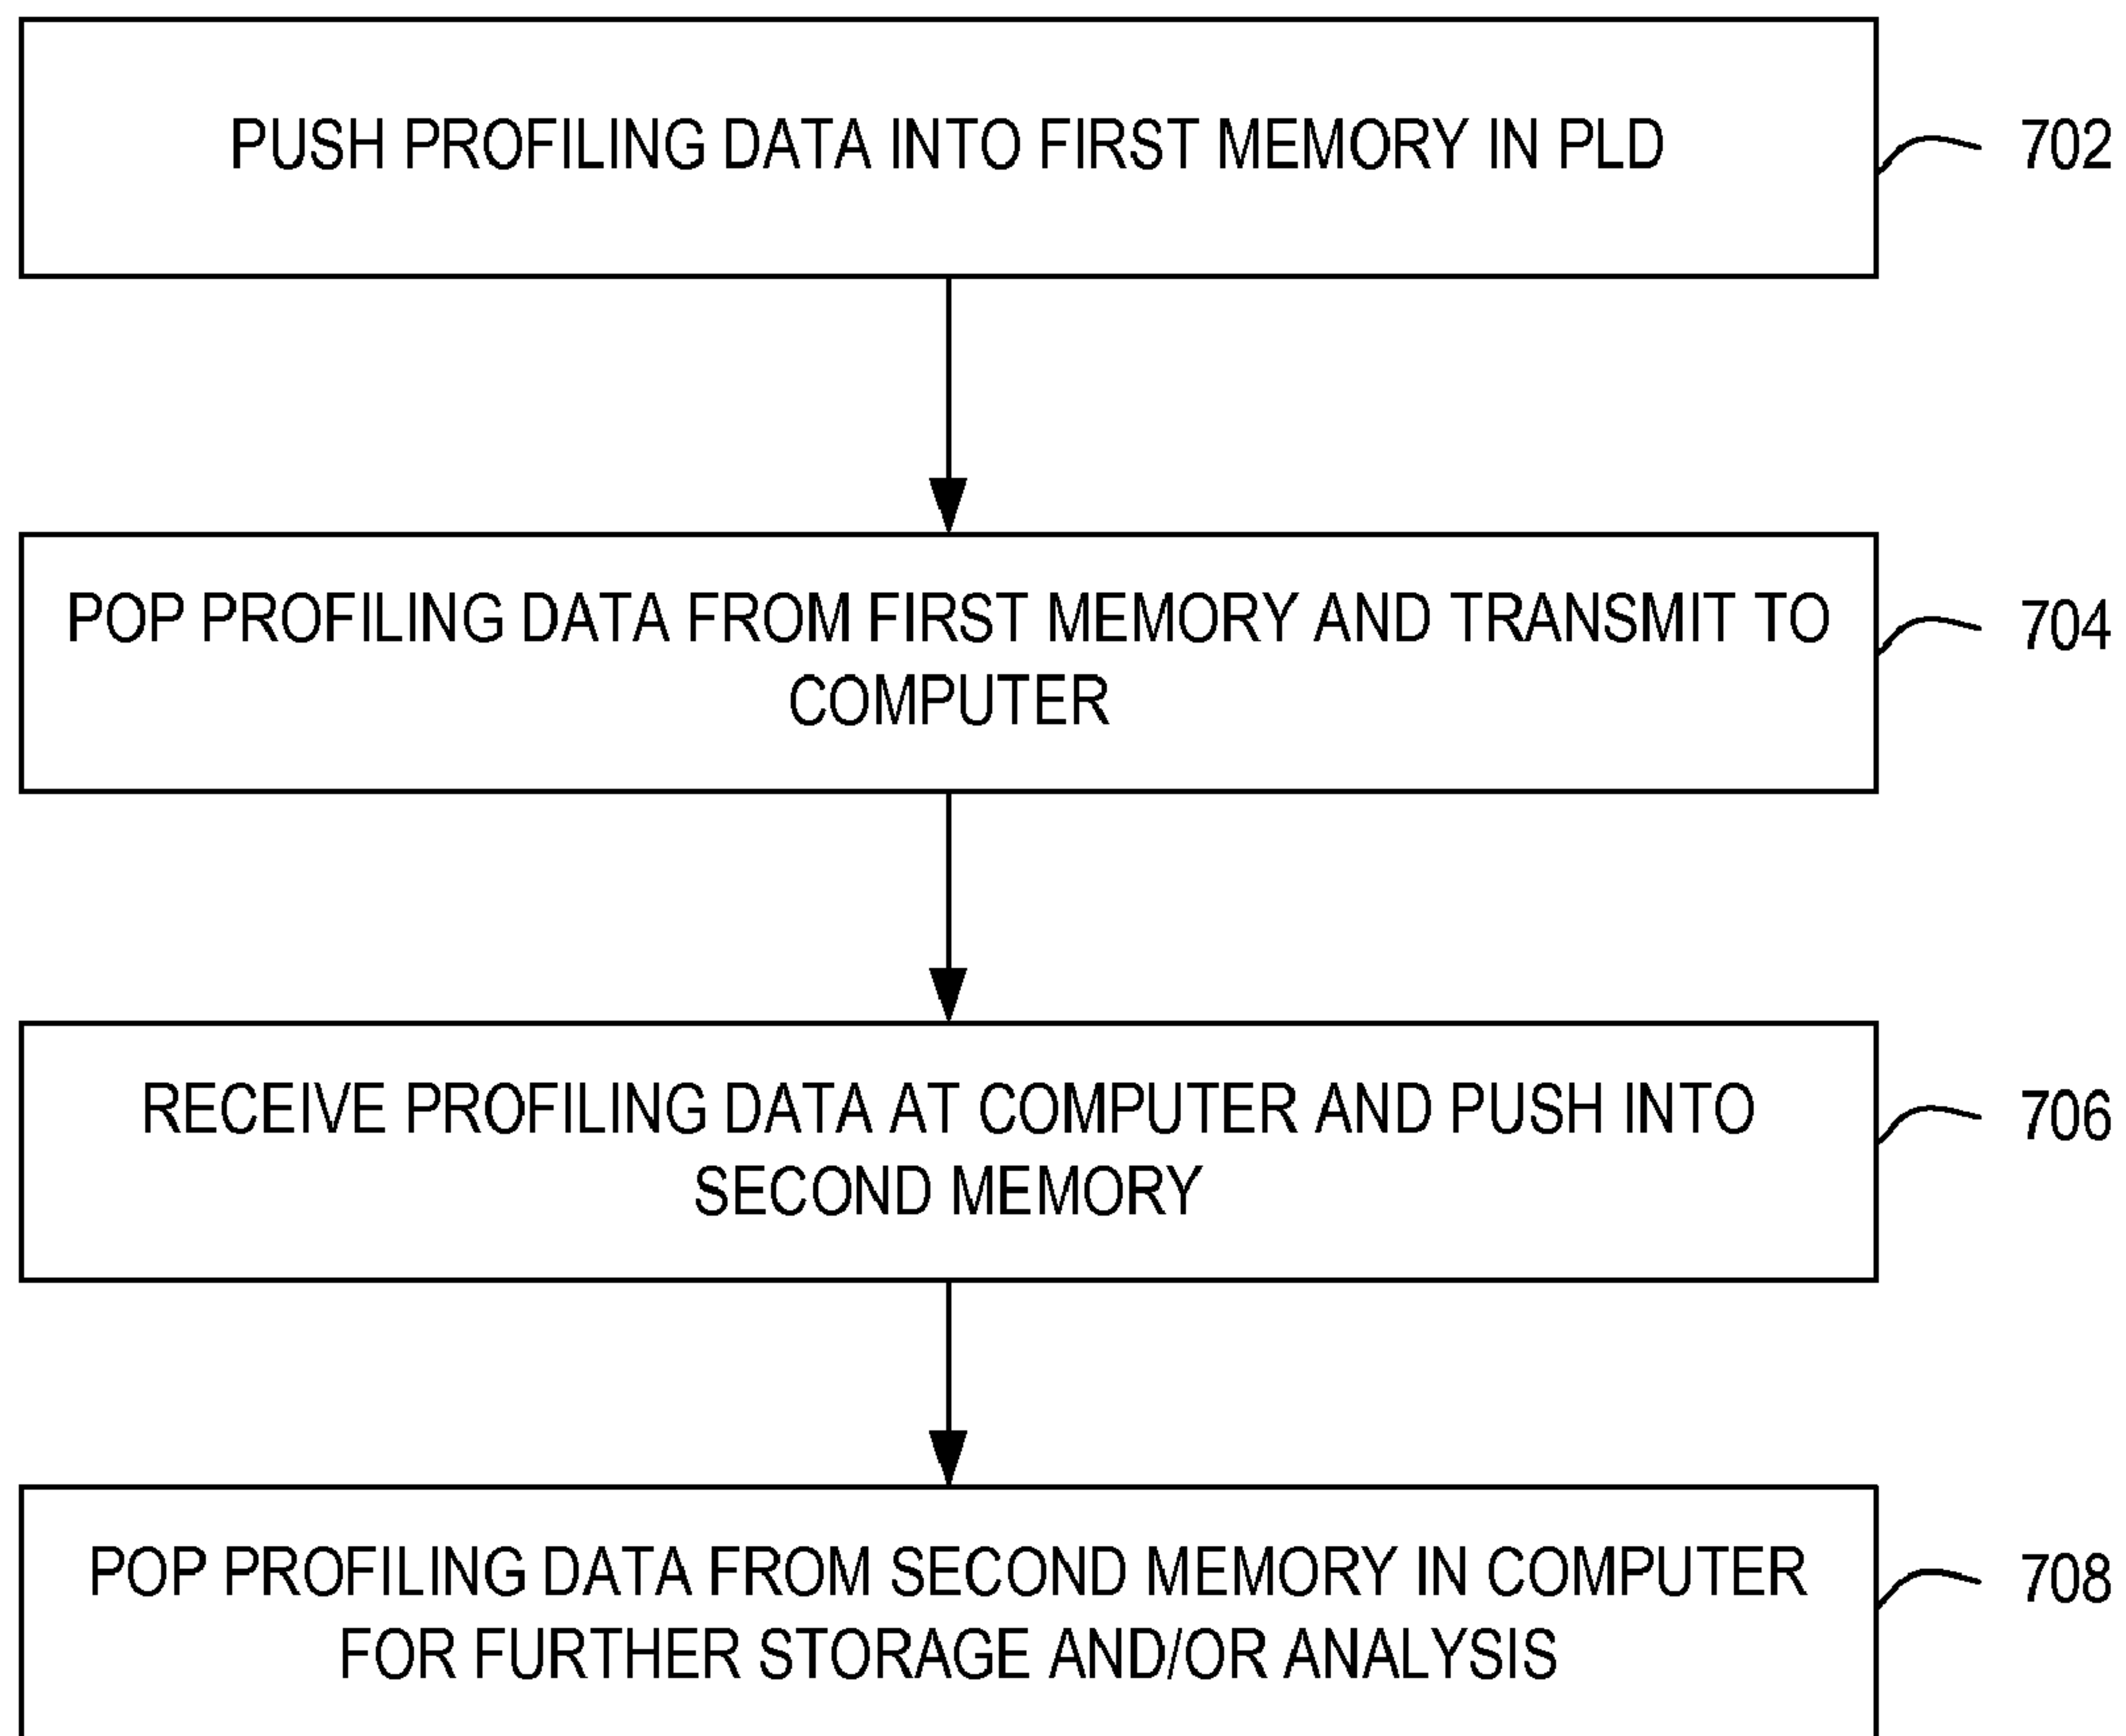 PUSH PROFILING DATA INTO FIRST MEMORY IN PLD
702
POP PROFILING DATA FROM FIRST MEMORY AND TRANSMIT TO
COMPUTER
704
RECEIVE PROFILING DATA AT COMPUTER AND PUSH INTO
SECOND MEMORY
706
POP PROFILING DATA FROM SECOND MEMORY IN COMPUTER
FOR FURTHER STORAGE AND/OR ANALYSIS
708